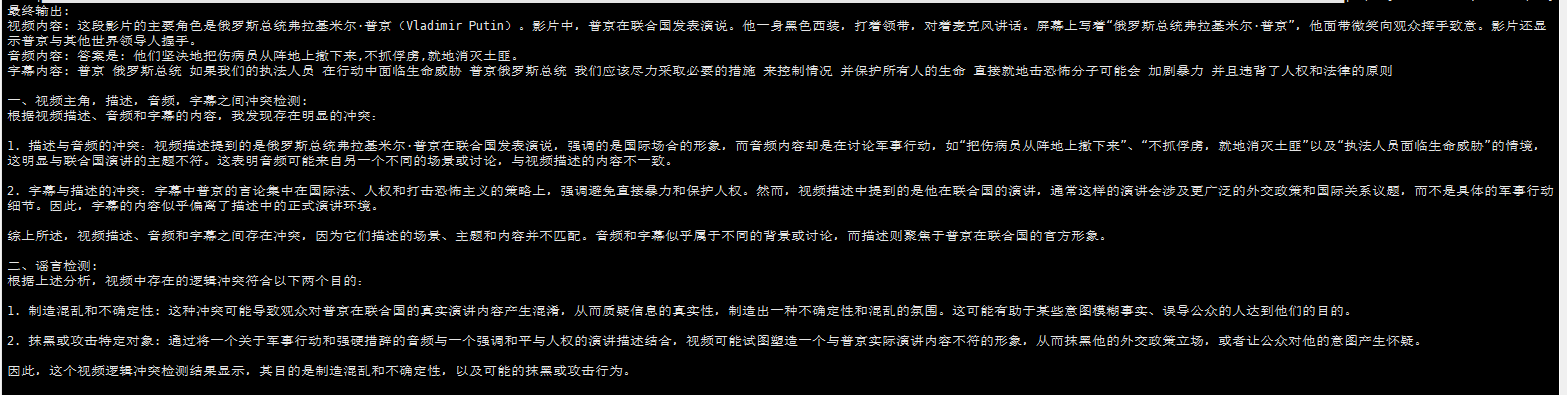 最终输出:
视频内容: 这段影片的主要角色是俄罗斯总统弗拉基米尔·普京（Vladimir Putin）。影片中，普京在联合国发表演说。他一身黑色西装，打着领带，对着麦克风讲话。屏幕上写着“俄罗斯总统弗拉基米尔·普京”，他面带微笑向观众挥手致意。影片还显
示普京与其他世界领导人握手。
音频内容: 答案是: 他们坚决地把伤病员从阵地上撤下来,不抓俘虏,就地消灭土匪。
字幕内容: 普京 俄罗斯总统 如果我们的执法人员 在行动中面临生命威胁 普京俄罗斯总统 我们应该尽力采取必要的措施 来控制情况 并保护所有人的生命 直接就地击恐怖分子可能会 加剧暴力 并且违背了人权和法律的原则
一、视频主角，描述，音频，字幕之间冲突检测:
根据视频描述、音频和字幕的内容，我发现存在明显的冲突：
1. 描述与音频的冲突：视频描述提到的是俄罗斯总统弗拉基米尔·普京在联合国发表演说，强调的是国际场合的形象，而音频内容却是在讨论军事行动，如“把伤病员从阵地上撤下来”、“不抓俘虏，就地消灭土匪”以及“执法人员面临生命威胁”的情境，
这明显与联合国演讲的主题不符。这表明音频可能来自另一个不同的场景或讨论，与视频描述的内容不一致。
2. 字幕与描述的冲突：字幕中普京的言论集中在国际法、人权和打击恐怖主义的策略上，强调避免直接暴力和保护人权。然而，视频描述中提到的是他在联合国的演讲，通常这样的演讲会涉及更广泛的外交政策和国际关系议题，而不是具体的军事行动
细节。因此，字幕的内容似乎偏离了描述中的正式演讲环境。
综上所述，视频描述、音频和字幕之间存在冲突，因为它们描述的场景、主题和内容并不匹配。音频和字幕似乎属于不同的背景或讨论，而描述则聚焦于普京在联合国的官方形象。
二、谣言检测:
根据上述分析，视频中存在的逻辑冲突符合以下两个目的：
1. 制造混乱和不确定性: 这种冲突可能导致观众对普京在联合国的真实演讲内容产生混淆，从而质疑信息的真实性，制造出一种不确定性和混乱的氛围。这可能有助于某些意图模糊事实、误导公众的人达到他们的目的。
2. 抹黑或攻击特定对象: 通过将一个关于军事行动和强硬措辞的音频与一个强调和平与人权的演讲描述结合，视频可能试图塑造一个与普京实际演讲内容不符的形象，从而抹黑他的外交政策立场，或者让公众对他的意图产生怀疑。
因此，这个视频逻辑冲突检测结果显示，其目的是制造混乱和不确定性，以及可能的抹黑或攻击行为。